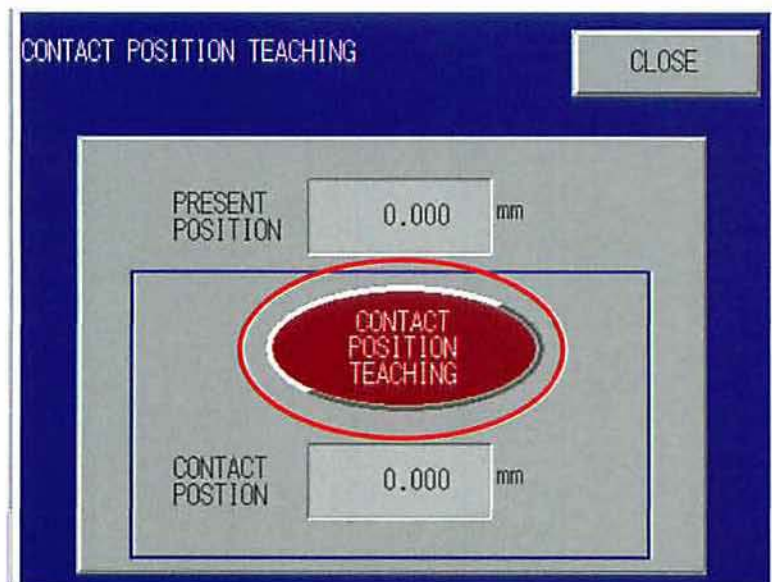 CONTACT POSITION TEACHING
CLOSE
PRESENT
POSITION
0.000
mm
CONTACT
POSITION
TEACHING
CONTACT
POSTION
0.000
mm